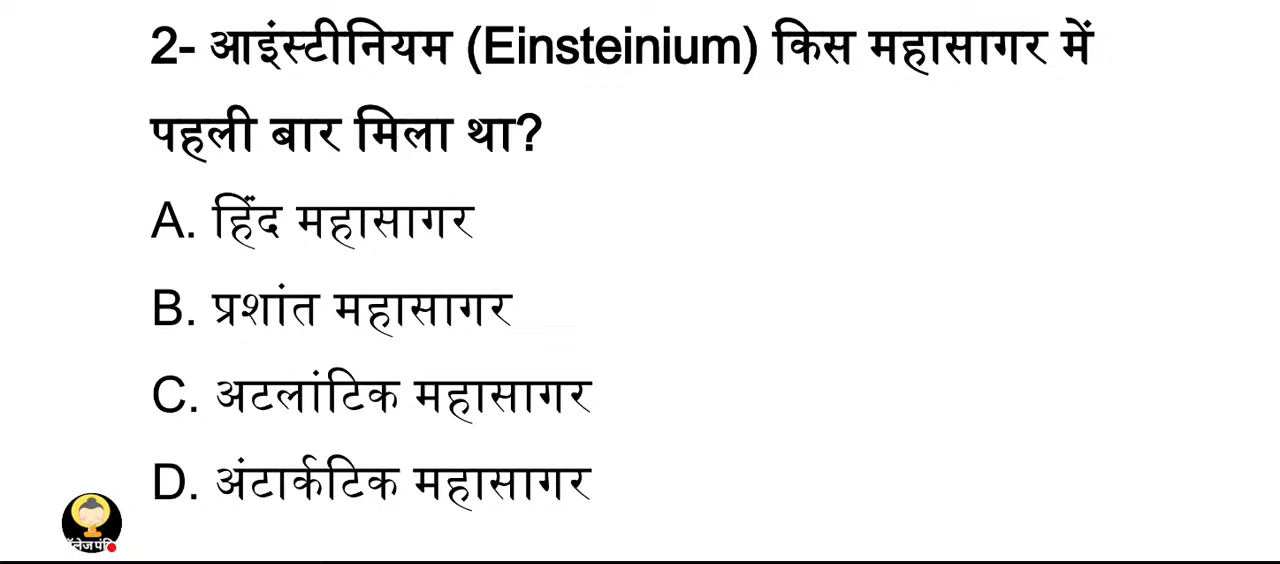 2- आइंस्टीनियम (Einsteinium) किस महासागर में
पहली बार मिला था?
A. हिंद महासागर
B. प्रशांत महासागर
C. अटलांटिक महासागर
D. अंटार्कटिक महासागर